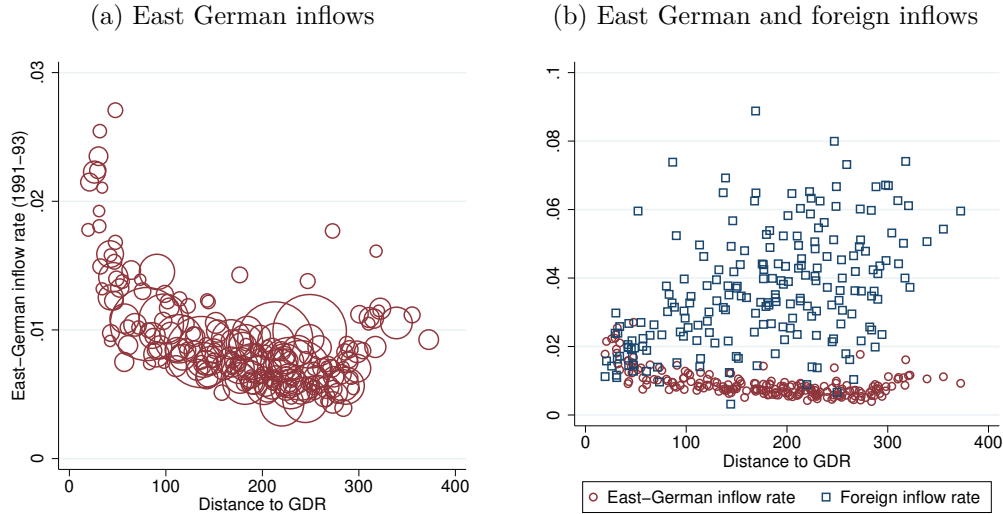 (a) East German inflows
East−German inflow rate (1991−93)
.03
.02
.01
0
0 100 200 300 400
Distance to GDR
(b) East German and foreign inflows
.1
.08
.06
.04
.02
0
0 100 200 300 400
Distance to GDR
East−German inflow rate Foreign inflow rate